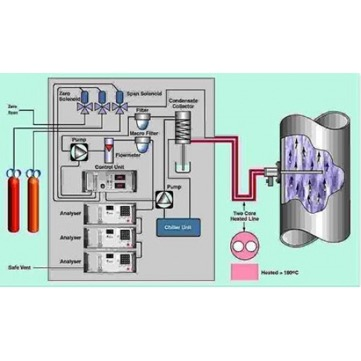 Zero Solenoid
Span Solenoid
Condensate
Collector
Filter
Macro Filter
Zero
Span
Pump
Flowmeter
Control Unit
Pump
Analyser
Analyser
Analyser
Chiller Unit
Safe Vent
Two Core
Heated Line
Heated = 180ºC